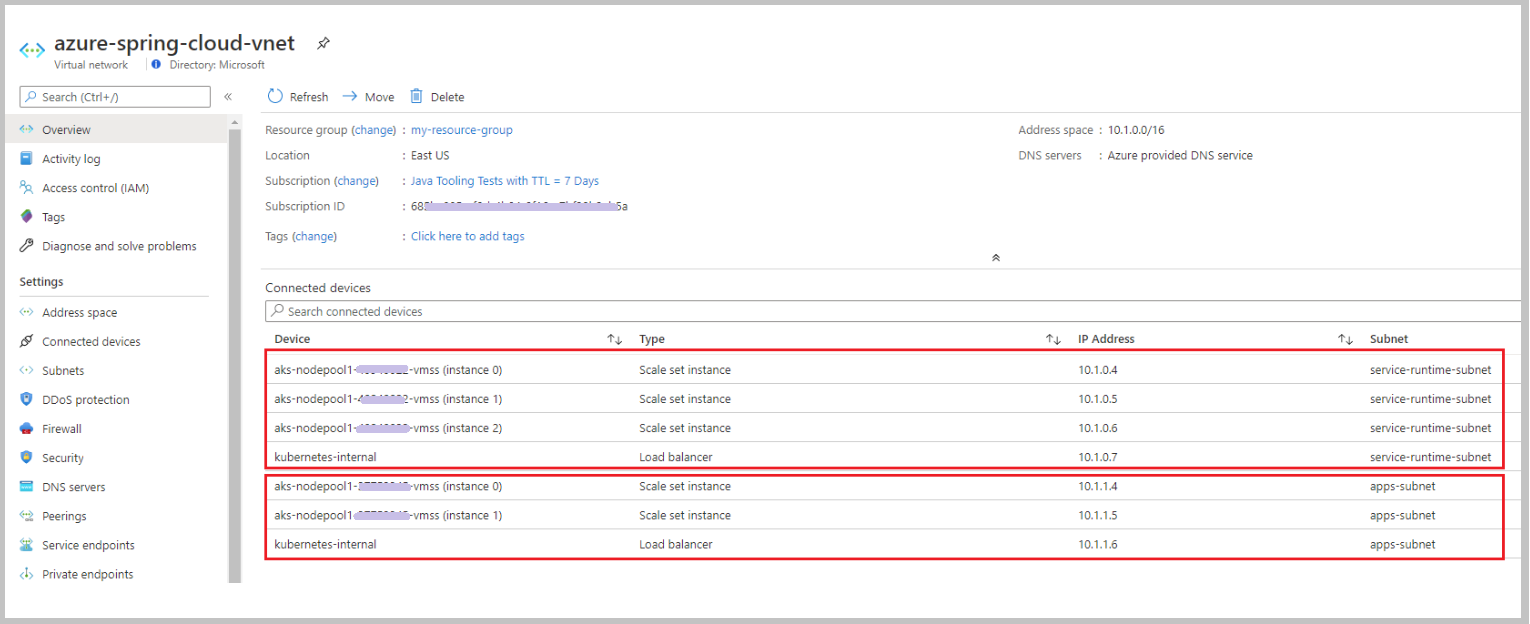 azure-spring-cloud-vnet
Virtual network
Directory: Microsoft
Search (Ctrl+/)
«
Refresh
Move
Delete
Overview
Activity log
Access control (IAM)
Tags
Diagnose and solve problems
Settings
Address space
Connected devices
Subnets
DDoS protection
Firewall
Security
DNS servers
Peerings
Service endpoints
Private endpoints
Resource group (change) : my-resource-group
Location : East US
Subscription (change) : Java Tooling Tests with TTL = 7 Days
Subscription ID :
Tags (change) : Click here to add tags
Address space : 10.1.0.0/16
DNS servers : Azure provided DNS service
Connected devices
Search connected devices
Device Type IP Address Subnet
aks-nodepool1- -vmss (instance 0) Scale set instance 10.1.0.4 service-runtime-subnet
aks-nodepool1- -vmss (instance 1) Scale set instance 10.1.0.5 service-runtime-subnet
aks-nodepool1- -vmss (instance 2) Scale set instance 10.1.0.6 service-runtime-subnet
kubernetes-internal Load balancer 10.1.0.7 service-runtime-subnet
aks-nodepool1- -vmss (instance 0) Scale set instance 10.1.1.4 apps-subnet
aks-nodepool1- -vmss (instance 1) Scale set instance 10.1.1.5 apps-subnet
kubernetes-internal Load balancer 10.1.1.6 apps-subnet